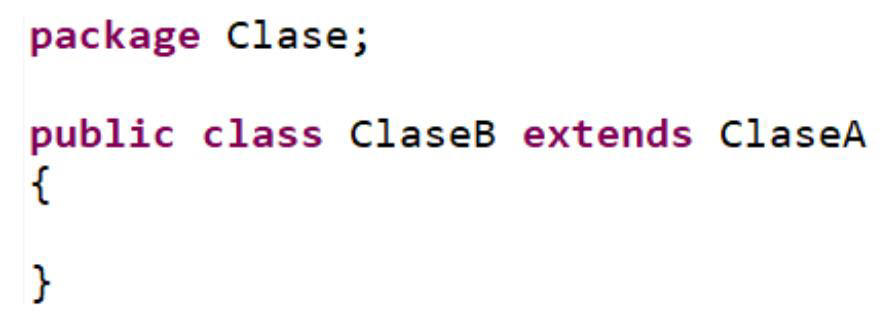 package Clase;
public class ClaseB extends ClaseA
{
}